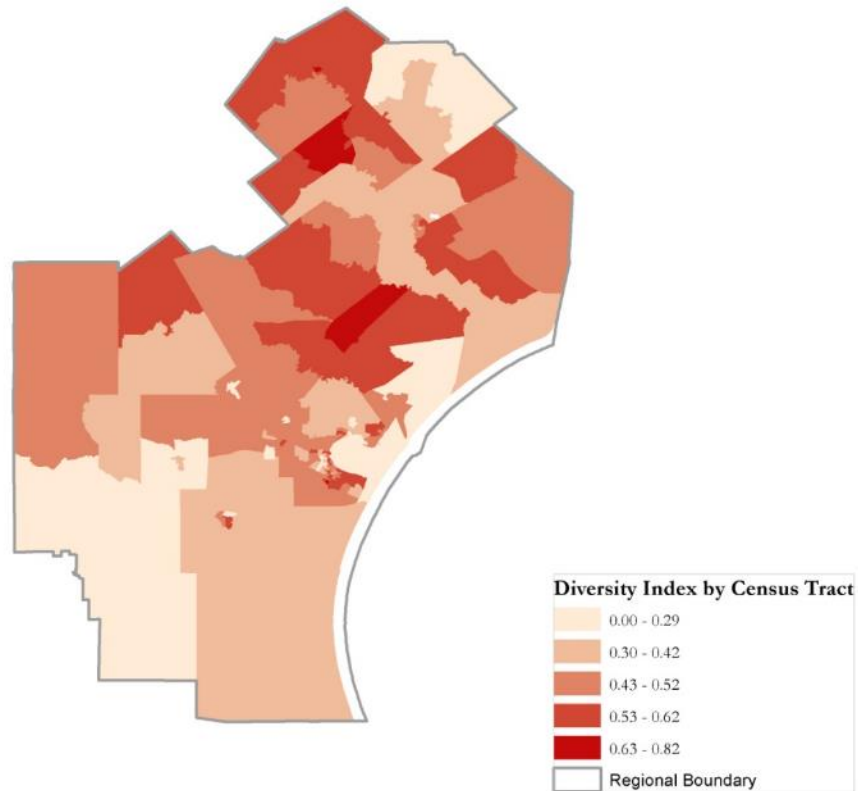 Diversity Index by Census Tract
0.00 - 0.29
0.30 - 0.42
0.43 - 0.52
0.53 - 0.62
0.63 - 0.82
Regional Boundary